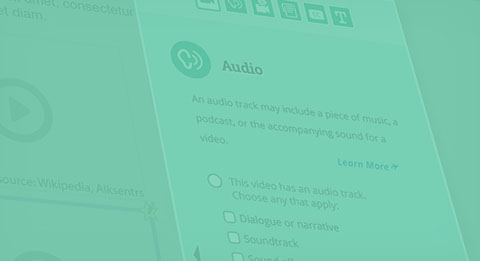 amet, consectetur
et diam.
T
Audio
An audio track may include a piece of music, a
podcast, or the accompanying sound for a
video.
Learn More
source: Wikipedia, Alksentrs
This video has an audio track.
Choose any that apply:
Dialogue or narrative
Soundtrack
Sound